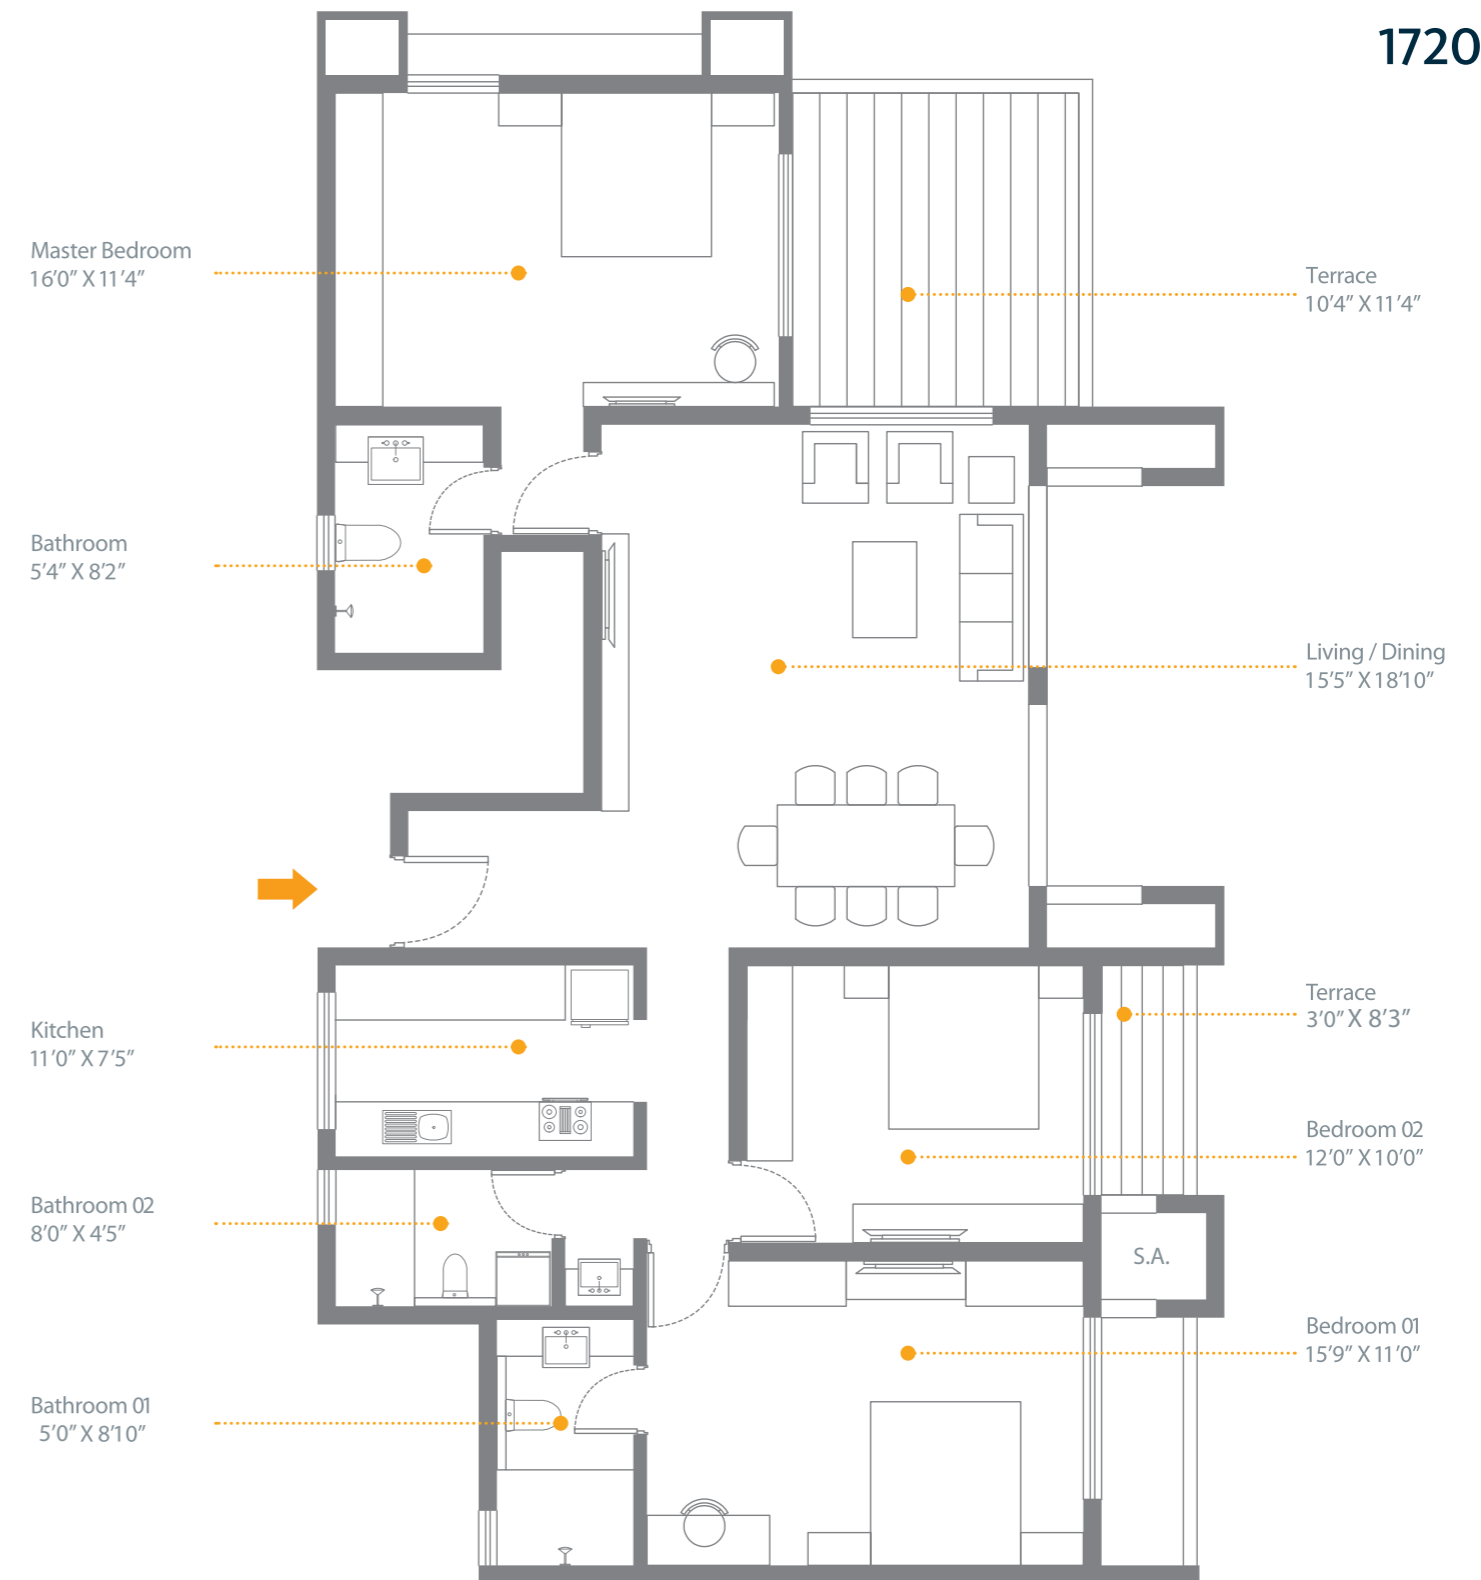 1720
Master Bedroom
16'0" X 11'4"
Terrace
10'4" X 11'4"
Bathroom
5'4" X 8'2"
Living / Dining
15'5" X 18'10"
Kitchen
11'0" X 7'5"
Terrace
3'0" X 8'3"
Bedroom 02
12'0" X 10'0"
Bathroom 02
8'0" X 4'5"
S.A.
Bedroom 01
15'9" X 11'0"
Bathroom 01
5'0" X 8'10"